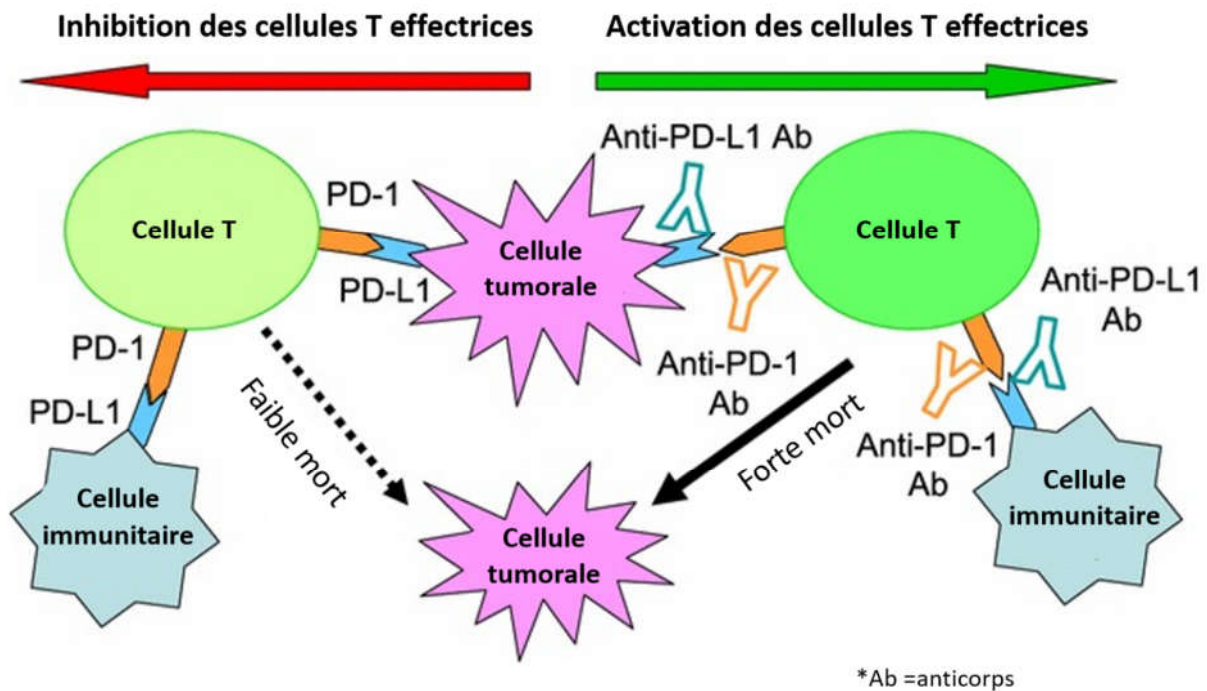 Inhibition des cellules T effectrices
Activation des cellules T effectrices
Anti-PD-L1 Ab
PD-1
Cellule T
Cellule
tumorale
Cellule T
PD-L1
Anti-PD-L1
Ab
PD-1
Anti-PD-1
Ab
PD-L1
Faible mort
Forte mort
Anti-PD-1
Ab
Cellule
immunitaire
Cellule
tumorale
Cellule
immunitaire
*Ab =anticorps